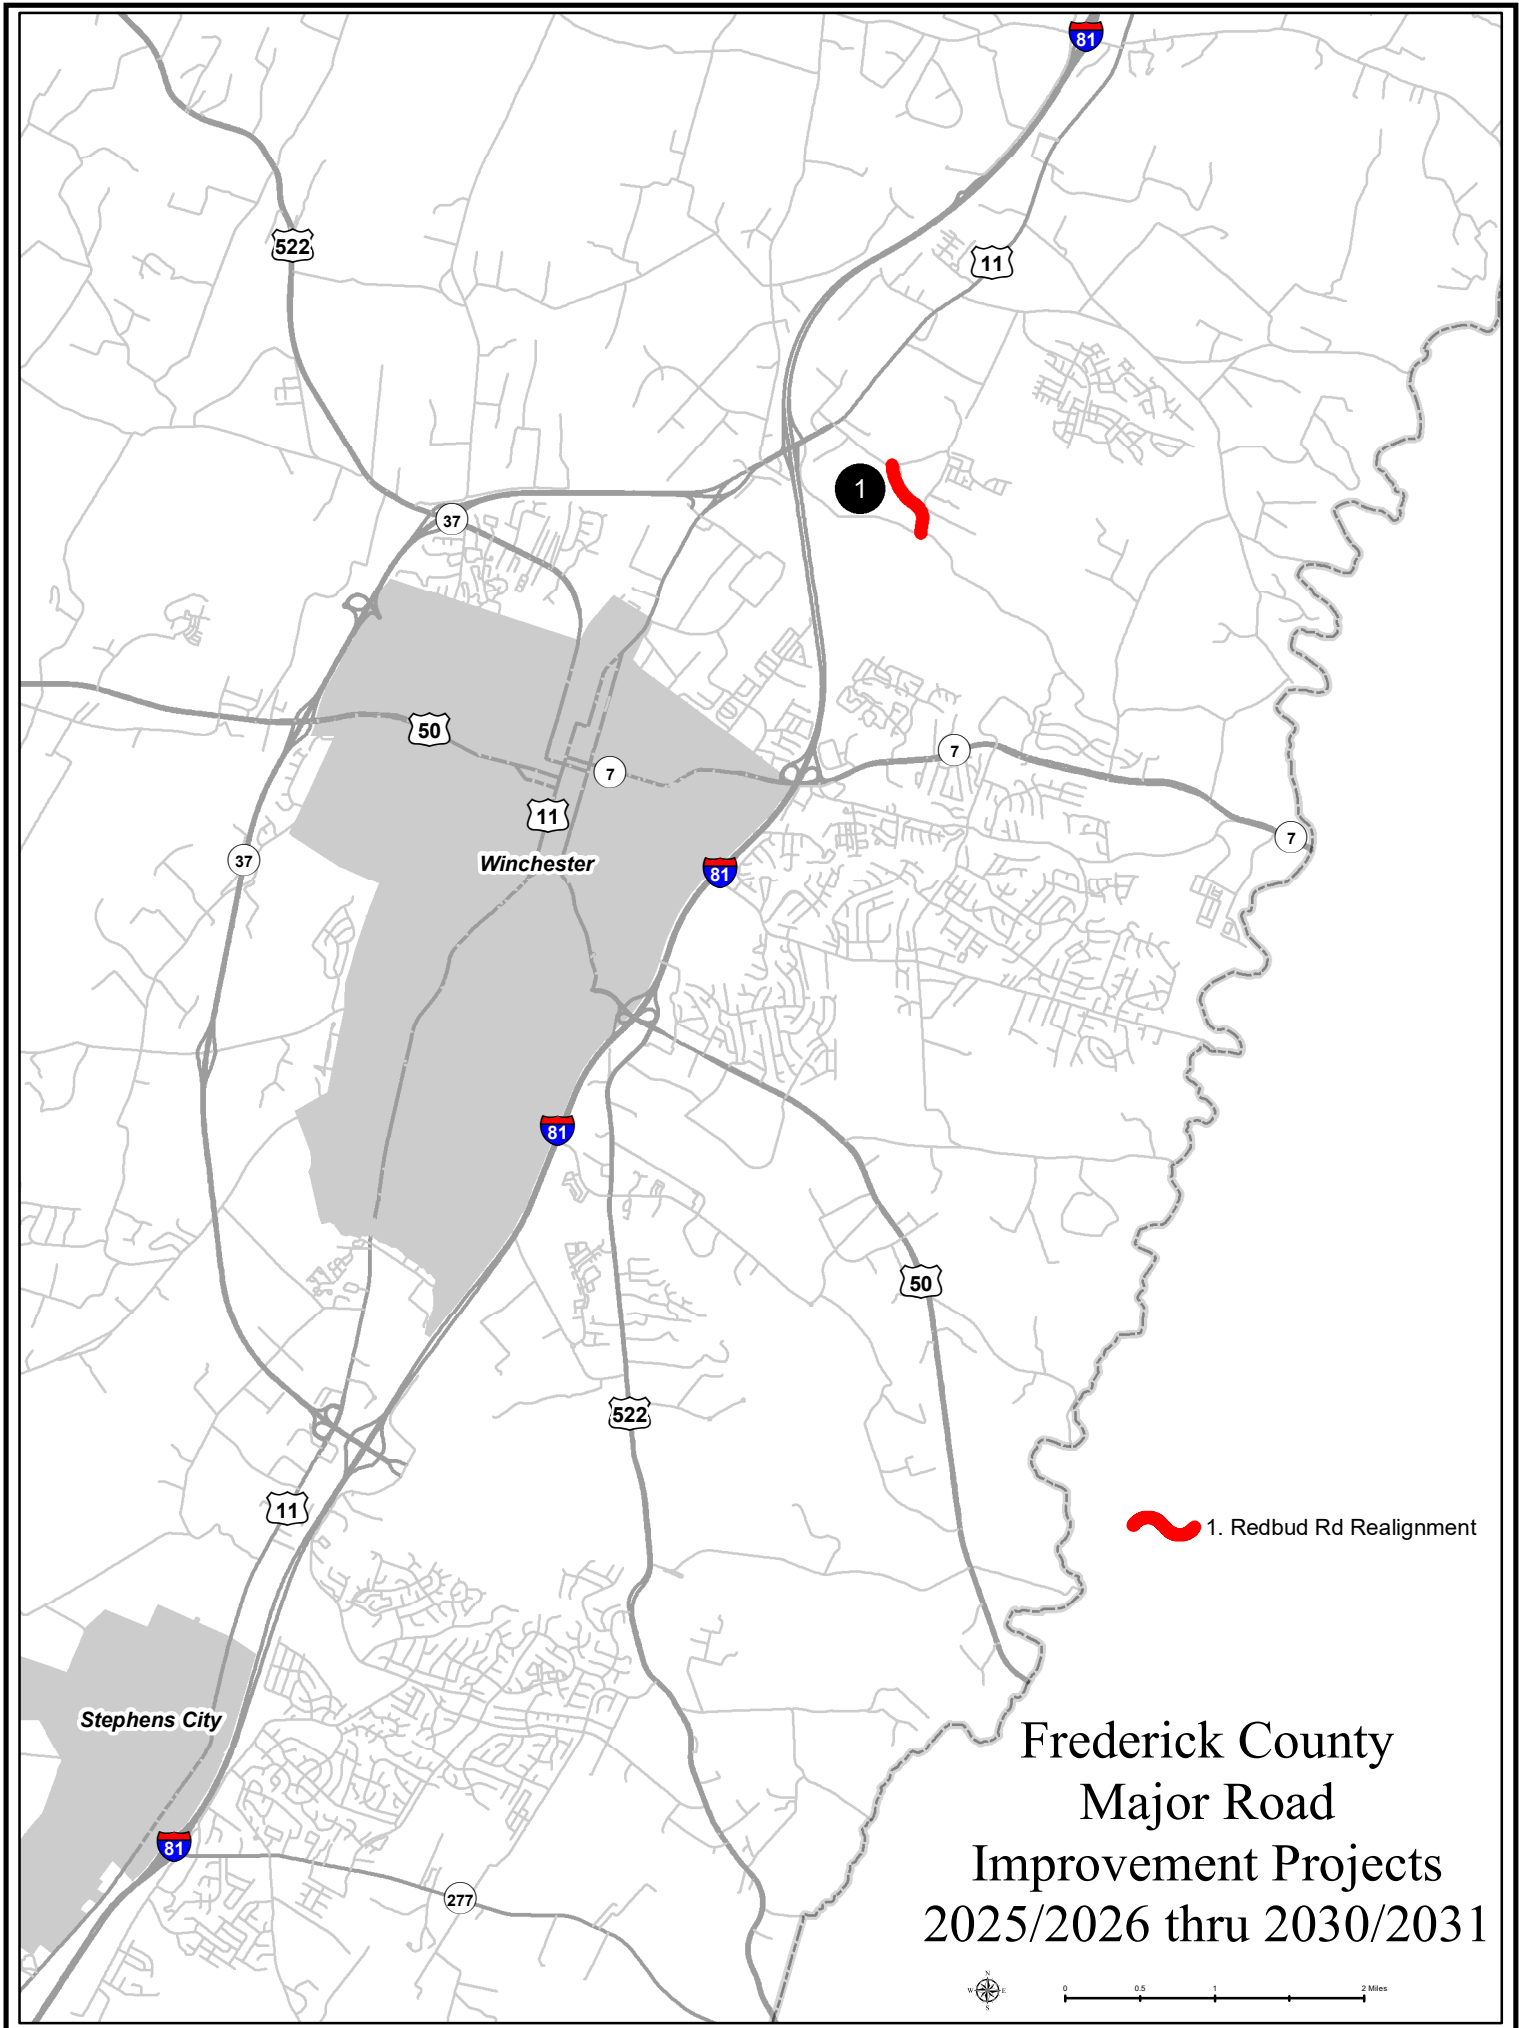 81
522
11
1
37
50
7
7
11
7
37
Winchester
81
81
50
522
11
1. Redbud Rd Realignment
Stephens City
Frederick County
Major Road
Improvement Projects
2025/2026 thru 2030/2031
81
277
N
W E
S
0 0.5 1 2 Miles